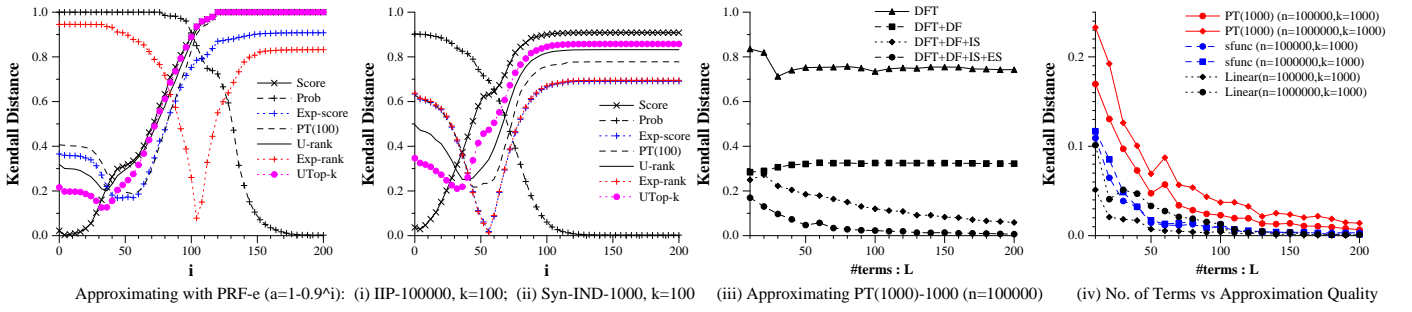 Kendall Distance
1.0
0.8
0.6
0.4
0.2
0.0
0
50
100
150
200
i
Score
Prob
Exp-score
PT(100)
U-rank
Exp-rank
UTop-k
Kendall Distance
1.0
0.8
0.6
0.4
0.2
0.0
0
50
100
150
200
i
Score
Prob
Exp-score
PT(100)
U-rank
Exp-rank
UTop-k
Kendall Distance
1.0
0.8
0.6
0.4
0.2
0.0
0
50
100
150
200
#terms : L
DFT
DFT+DF
DFT+DF+IS
DFT+DF+IS+ES
Kendall Distance
0.2
0.1
0.0
0
50
100
150
200
#terms : L
PT(1000) (n=100000,k=1000)
PT(1000) (n=1000000,k=1000)
sfunc (n=100000,k=1000)
sfunc (n=1000000,k=1000)
Linear(n=100000,k=1000)
Linear(n=1000000,k=1000)
Approximating with PRF-e (a=1-0.9^i): (i) IIP-100000, k=100; (ii) Syn-IND-1000, k=100
(iii) Approximating PT(1000)-1000 (n=100000)
(iv) No. of Terms vs Approximation Quality